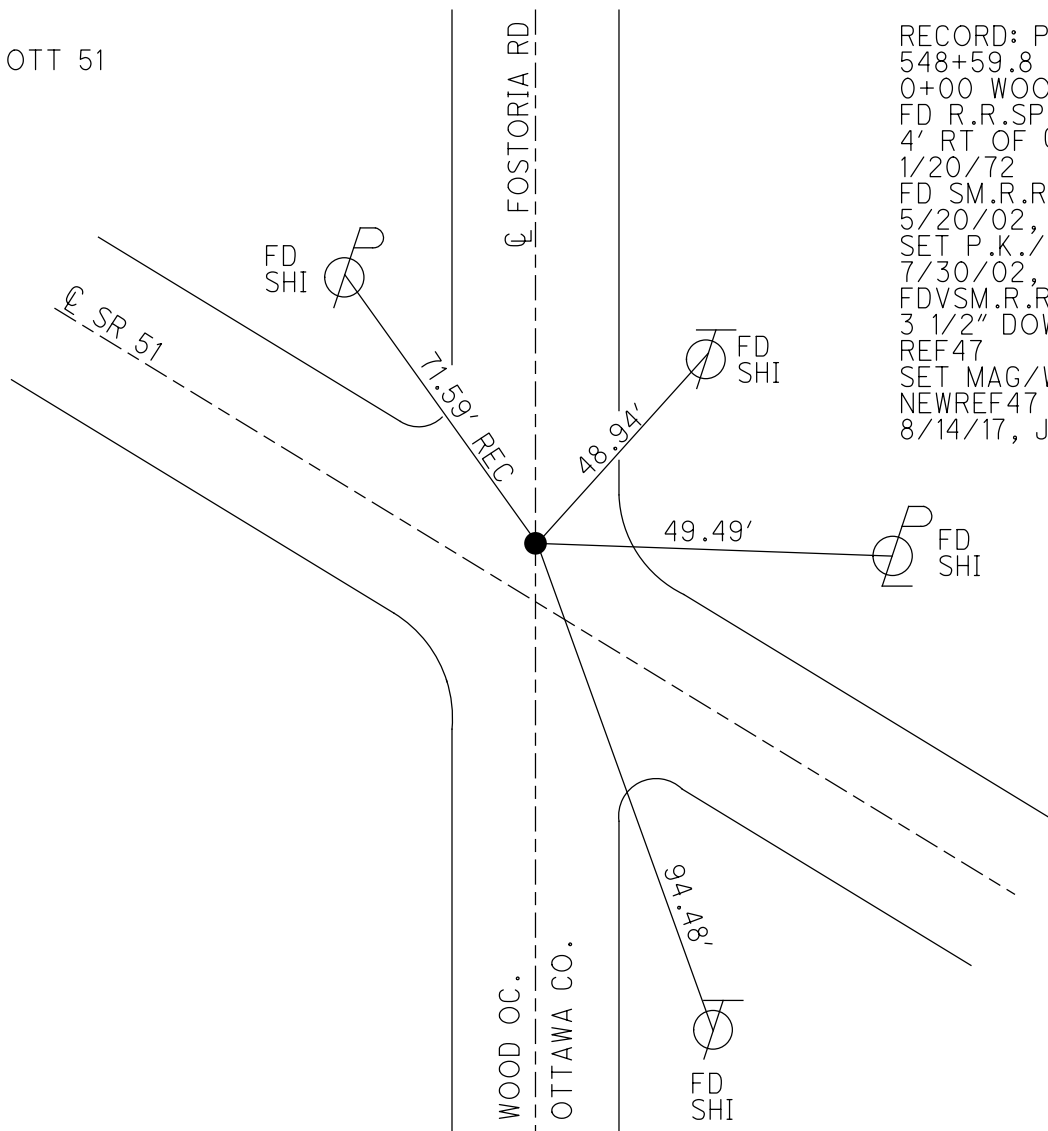 OTT 51
RECORD: P
548+59.8
0+00 WOO
FD R.R.SP
4' RT OF
1/20/72
FD SM.R.R
5/20/02,
SET P.K./
7/30/02,
FDVSM.R.R
3 1/2" DOW
REF47
SET MAG/
NEWREF47
8/14/17, J
℄ FOSTORIA RD
FD
SHI
℄ SR 51
71.59' REC
FD
SHI
48.94'
49.49'
FD
SHI
94.48'
WOOD OC.
OTTAWA CO.
FD
SHI